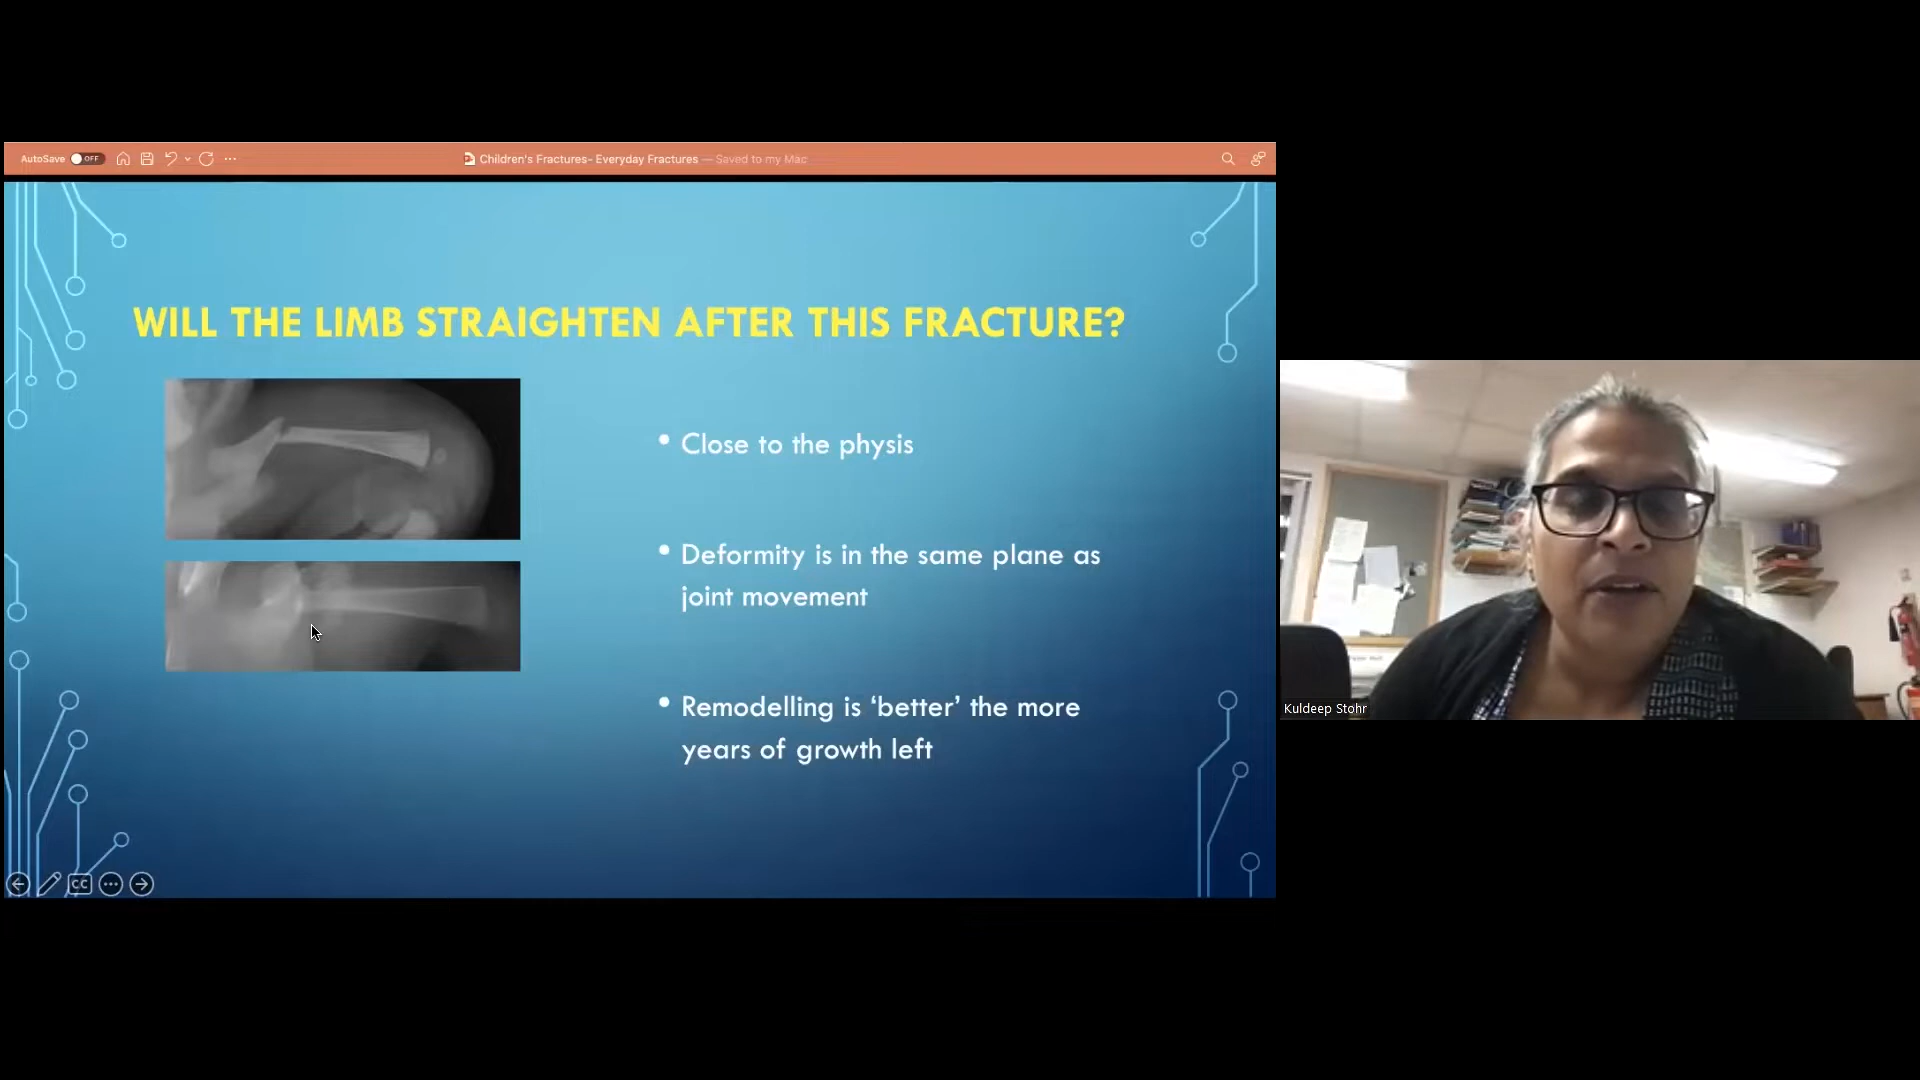 AutoSave OFF
Children's Fractures- Everyday Fractures — Saved to my Mac
WILL THE LIMB STRAIGHTEN AFTER THIS FRACTURE?
• Close to the physis
• Deformity is in the same plane as
joint movement
• Remodelling is ‘better’ the more
years of growth left
CC
Kuldeep Stohr